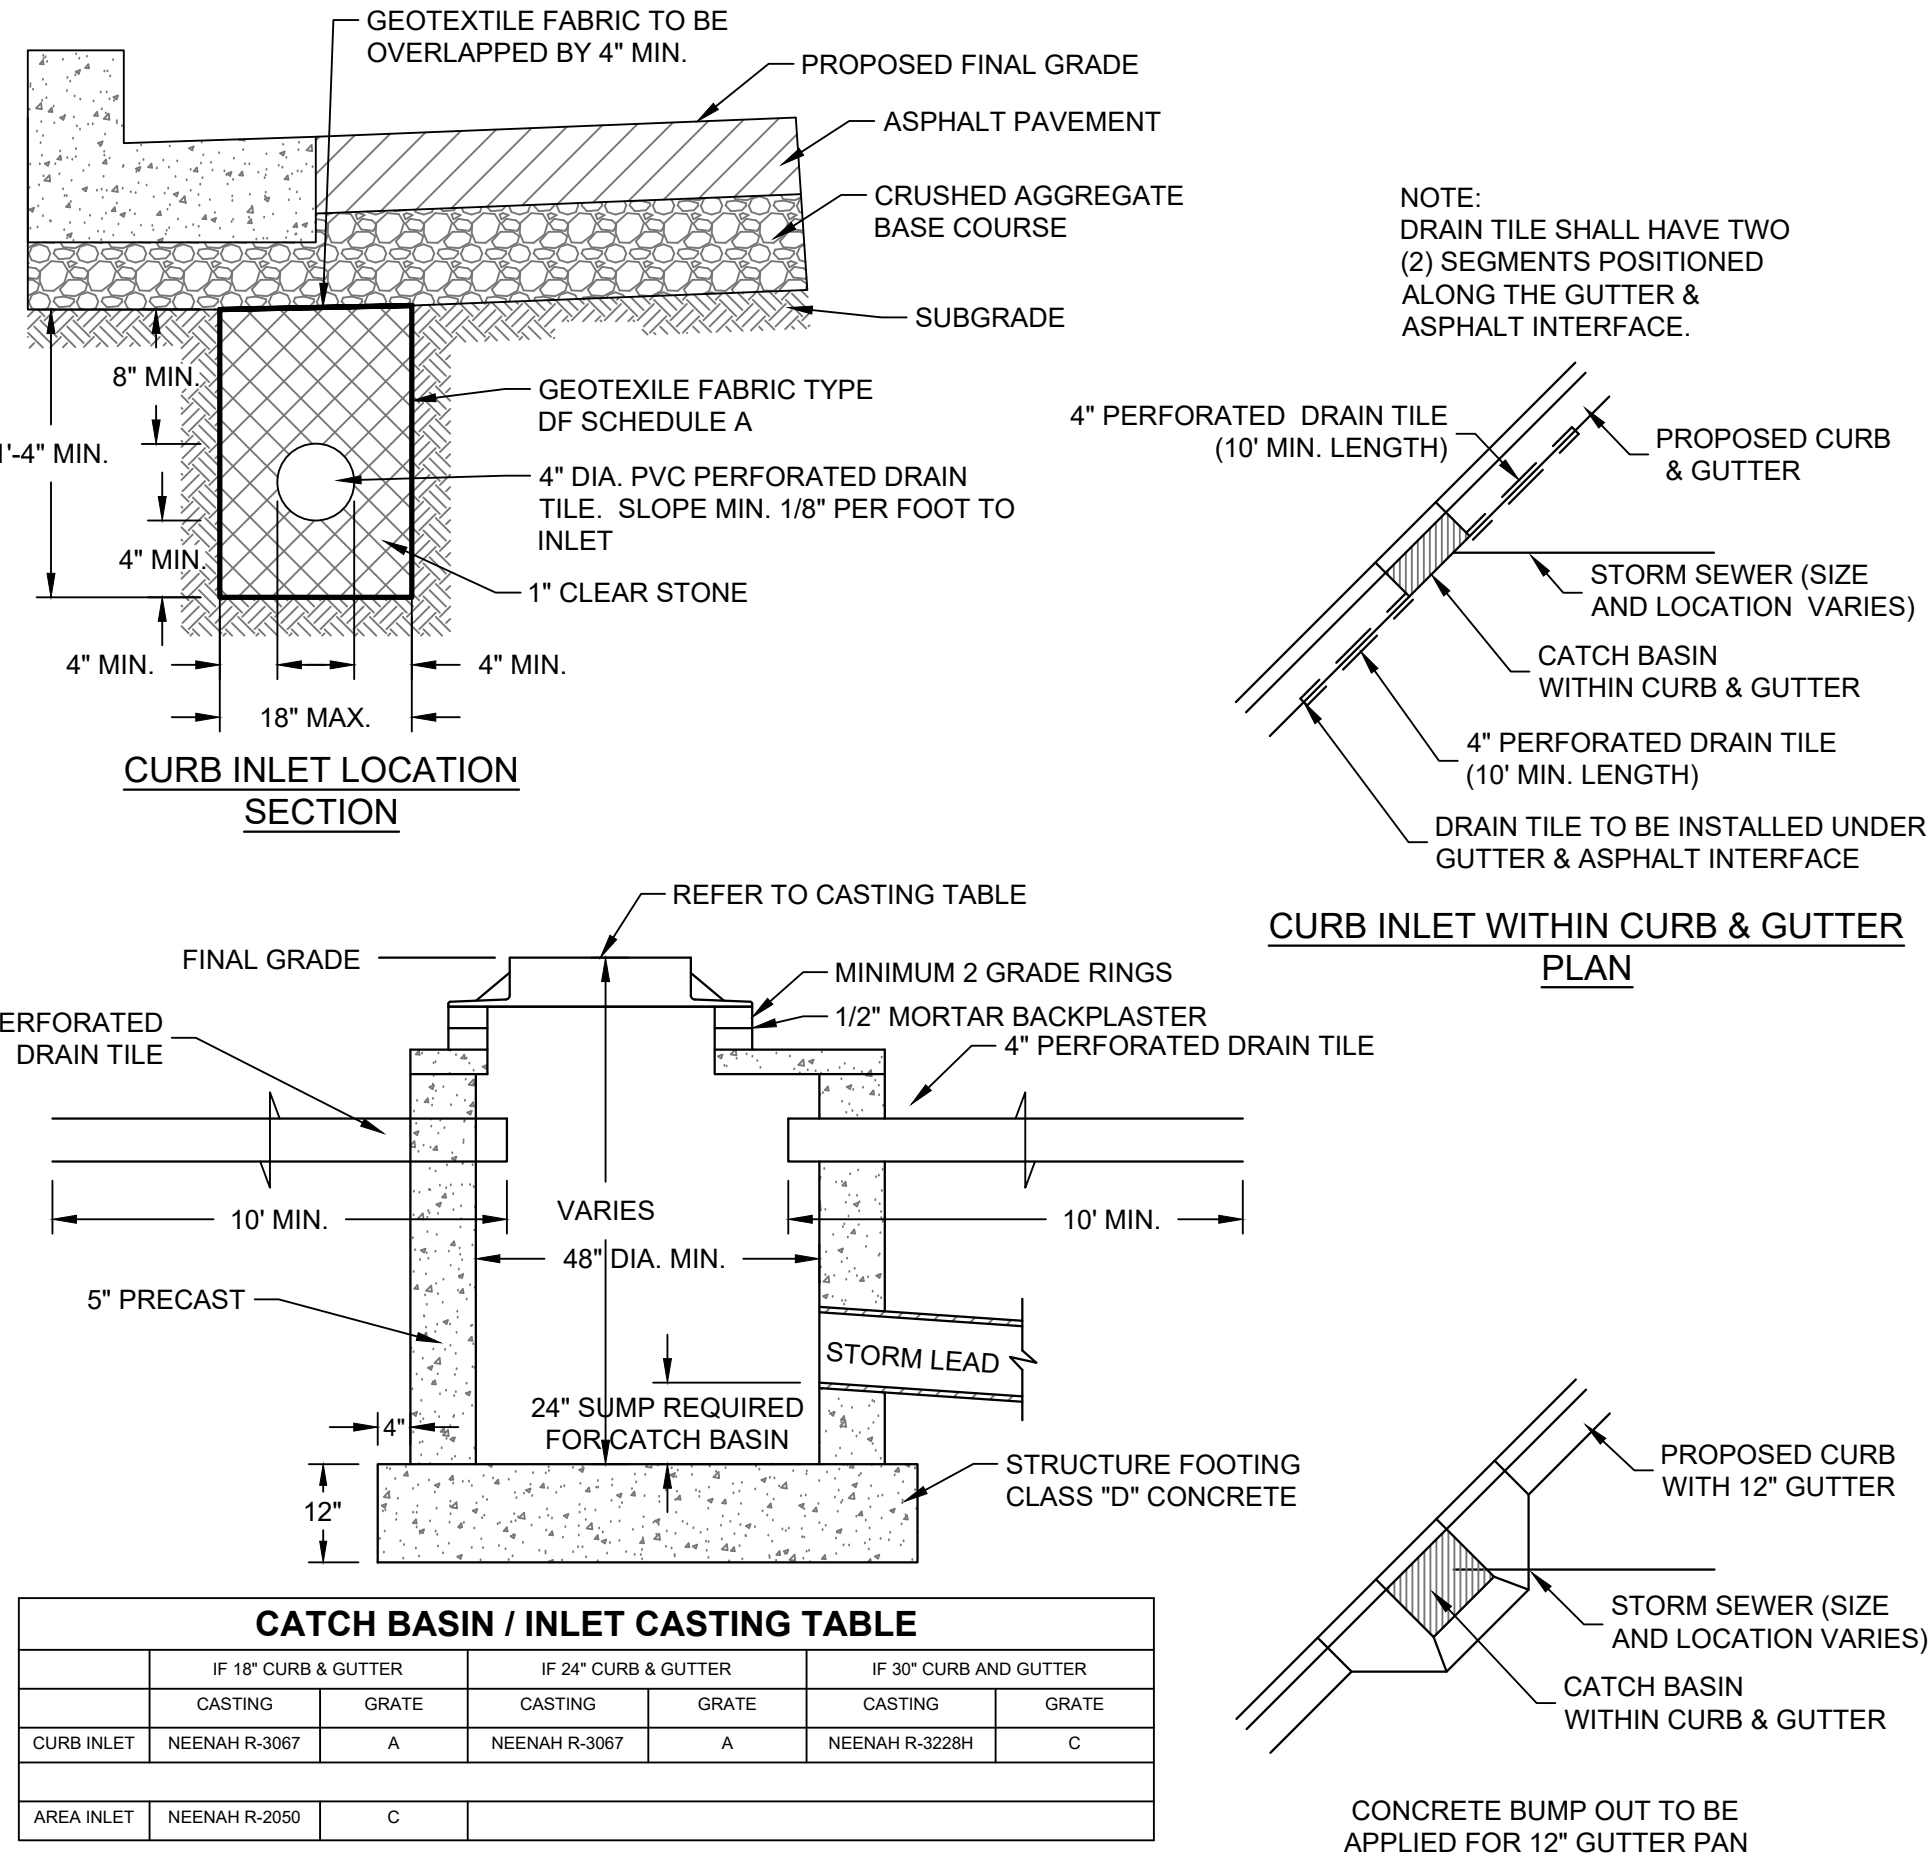 GEOTEXTILE FABRIC TO BE
OVERLAPPED BY 4" MIN.
PROPOSED FINAL GRADE
ASPHALT PAVEMENT
CRUSHED AGGREGATE
BASE COURSE
SUBGRADE
8" MIN.
1'-4" MIN.
GEOTEXILE FABRIC TYPE
DF SCHEDULE A
4" DIA. PVC PERFORATED DRAIN
TILE. SLOPE MIN. 1/8" PER FOOT TO
INLET
4" MIN.
1" CLEAR STONE
4" MIN.
4" MIN.
18" MAX.
CURB INLET LOCATION
SECTION
NOTE:
DRAIN TILE SHALL HAVE TWO
(2) SEGMENTS POSITIONED
ALONG THE GUTTER &
ASPHALT INTERFACE.
4" PERFORATED DRAIN TILE
(10' MIN. LENGTH)
PROPOSED CURB
& GUTTER
STORM SEWER (SIZE
AND LOCATION VARIES)
CATCH BASIN
WITHIN CURB & GUTTER
4" PERFORATED DRAIN TILE
(10' MIN. LENGTH)
DRAIN TILE TO BE INSTALLED UNDER
GUTTER & ASPHALT INTERFACE
CURB INLET WITHIN CURB & GUTTER
PLAN
REFER TO CASTING TABLE
FINAL GRADE
MINIMUM 2 GRADE RINGS
1/2" MORTAR BACKPLASTER
4" PERFORATED DRAIN TILE
ERFORATED
DRAIN TILE
10' MIN.
VARIES
10' MIN.
48" DIA. MIN.
5" PRECAST
STORM LEAD
24" SUMP REQUIRED
FOR CATCH BASIN
4"
12"
STRUCTURE FOOTING
CLASS "D" CONCRETE
CATCH BASIN / INLET CASTING TABLE
IF 18" CURB & GUTTER IF 24" CURB & GUTTER IF 30" CURB AND GUTTER
CASTING GRATE CASTING GRATE CASTING GRATE
CURB INLET NEENAH R-3067 A NEENAH R-3067 A NEENAH R-3228H C
AREA INLET NEENAH R-2050 C
PROPOSED CURB
WITH 12" GUTTER
STORM SEWER (SIZE
AND LOCATION VARIES)
CATCH BASIN
WITHIN CURB & GUTTER
CONCRETE BUMP OUT TO BE
APPLIED FOR 12" GUTTER PAN